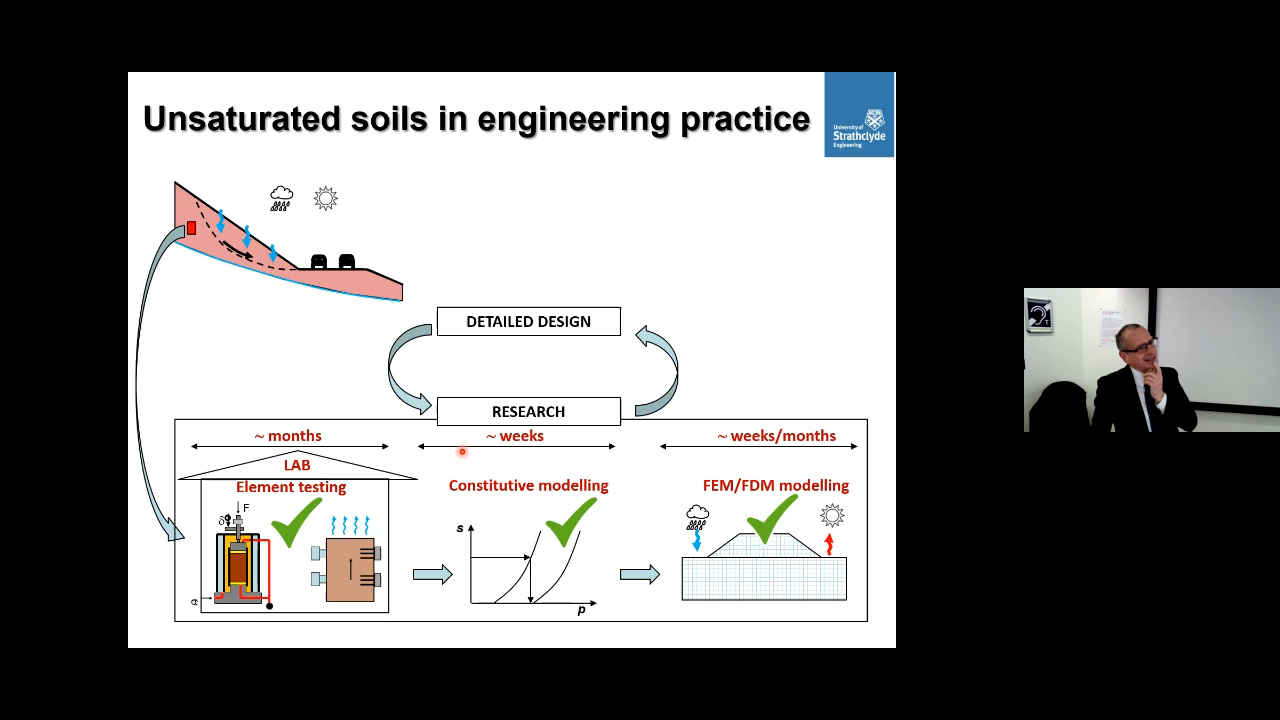 Unsaturated soils in engineering practice
University of
Strathclyde
Engineering
DETAILED DESIGN
RESEARCH
~ months
~ weeks
~ weeks/months
LAB
Element testing
Constitutive modelling
FEM/FDM modelling
F
s
p
T